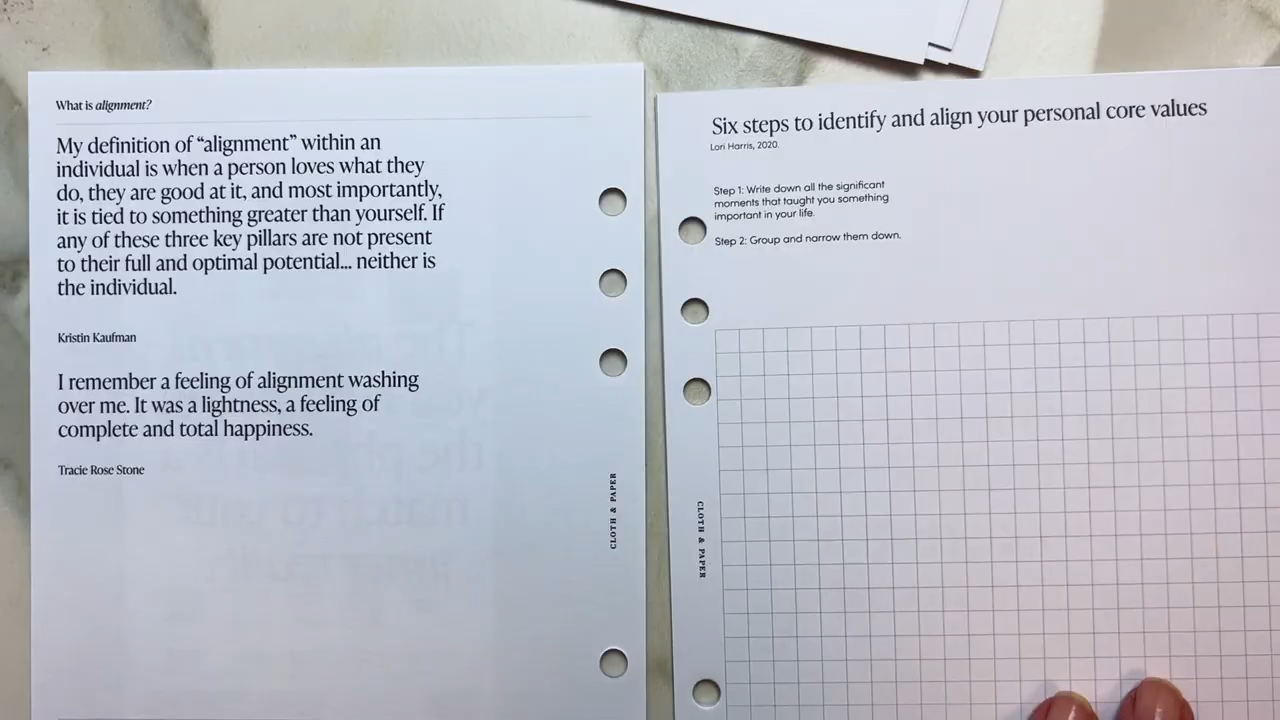 What is alignment?
My definition of “alignment” within an
individual is when a person loves what they
do, they are good at it, and most importantly,
it is tied to something greater than yourself. If
any of these three key pillars are not present
to their full and optimal potential... neither is
the individual.
Kristin Kaufman
I remember a feeling of alignment washing
over me. It was a lightness, a feeling of
complete and total happiness.
Tracie Rose Stone
CLOTH & PAPER
Six steps to identify and align your personal core values
Lori Harris, 2020.
Step 1: Write down all the significant
moments that taught you something
important in your life.
Step 2: Group and narrow them down.
CLOTH & PAPER